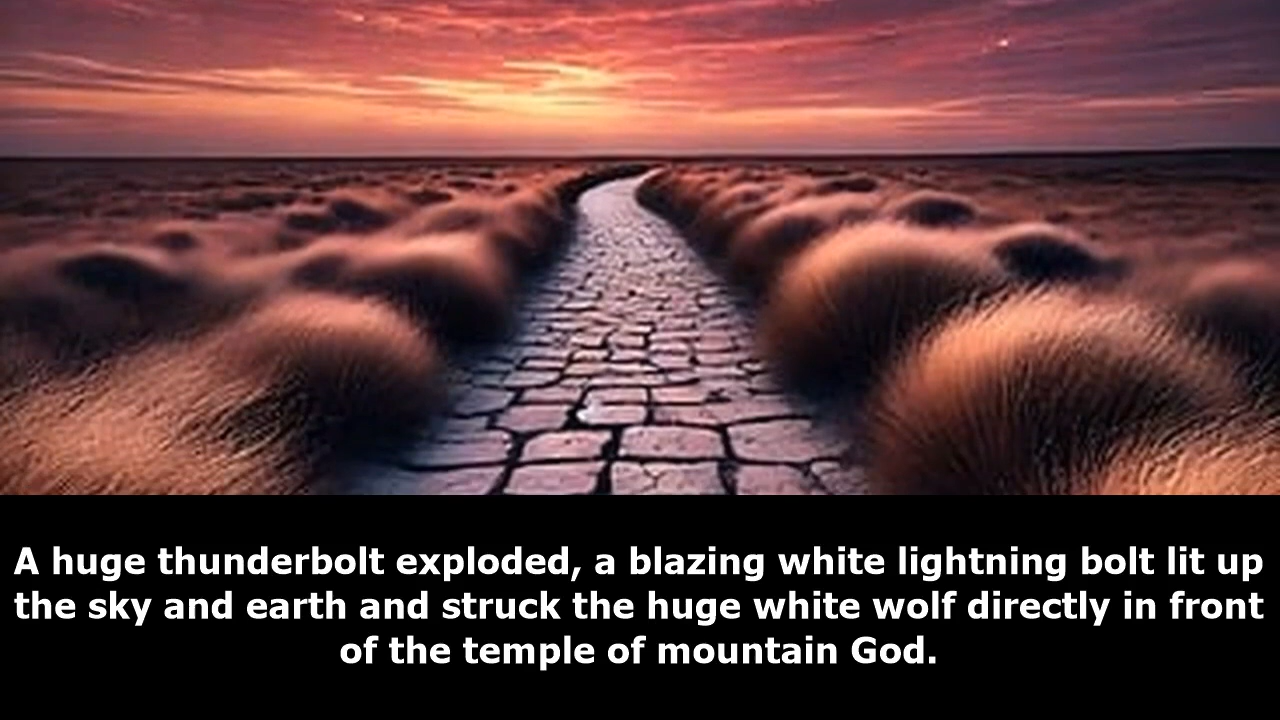 A huge thunderbolt exploded, a blazing white lightning bolt lit up
the sky and earth and struck the huge white wolf directly in front
of the temple of mountain God.